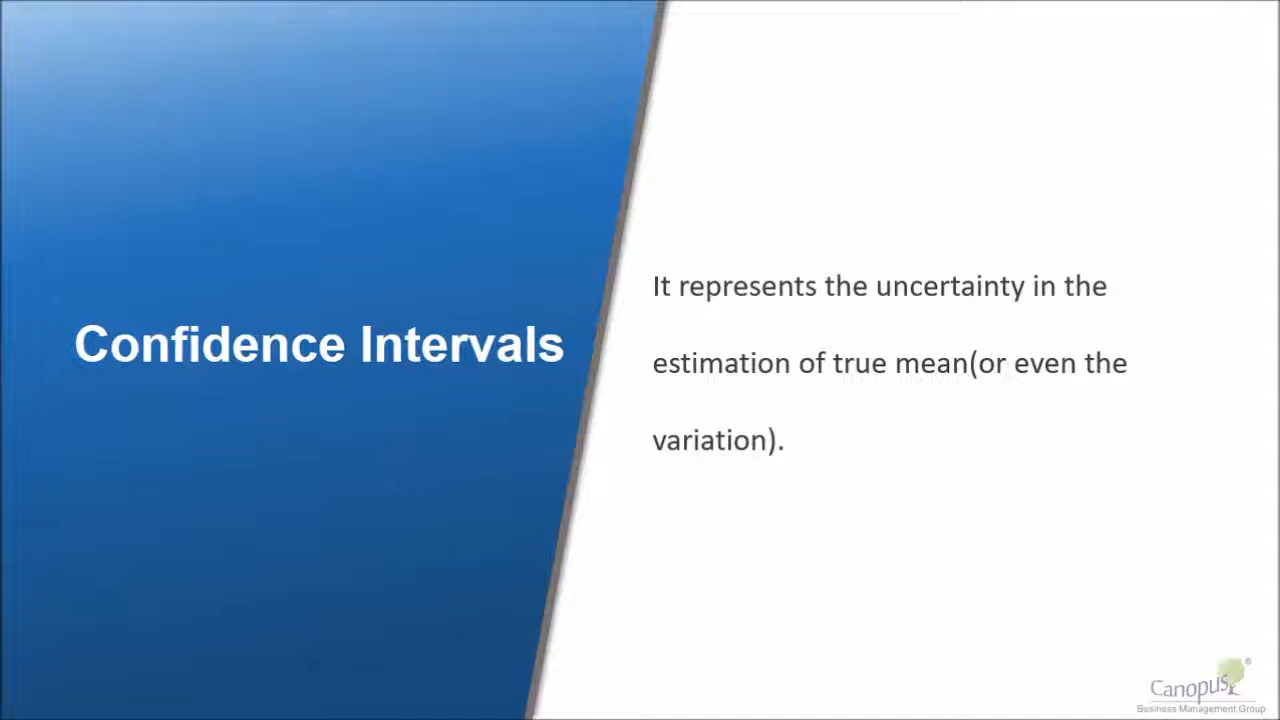 Confidence Intervals
It represents the uncertainty in the
estimation of true mean(or even the
variation).
Canopus®
Business Management Group